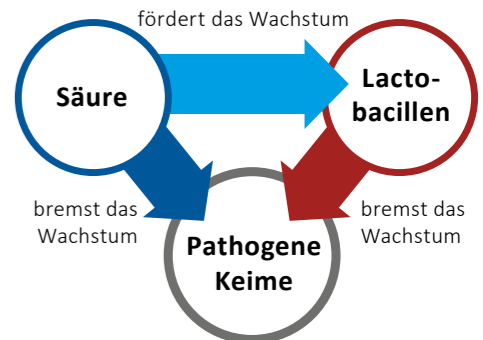 fördert das Wachstum
Säure
Lacto-
bacillen
bremst das
Wachstum
bremst das
Wachstum
Pathogene
Keime